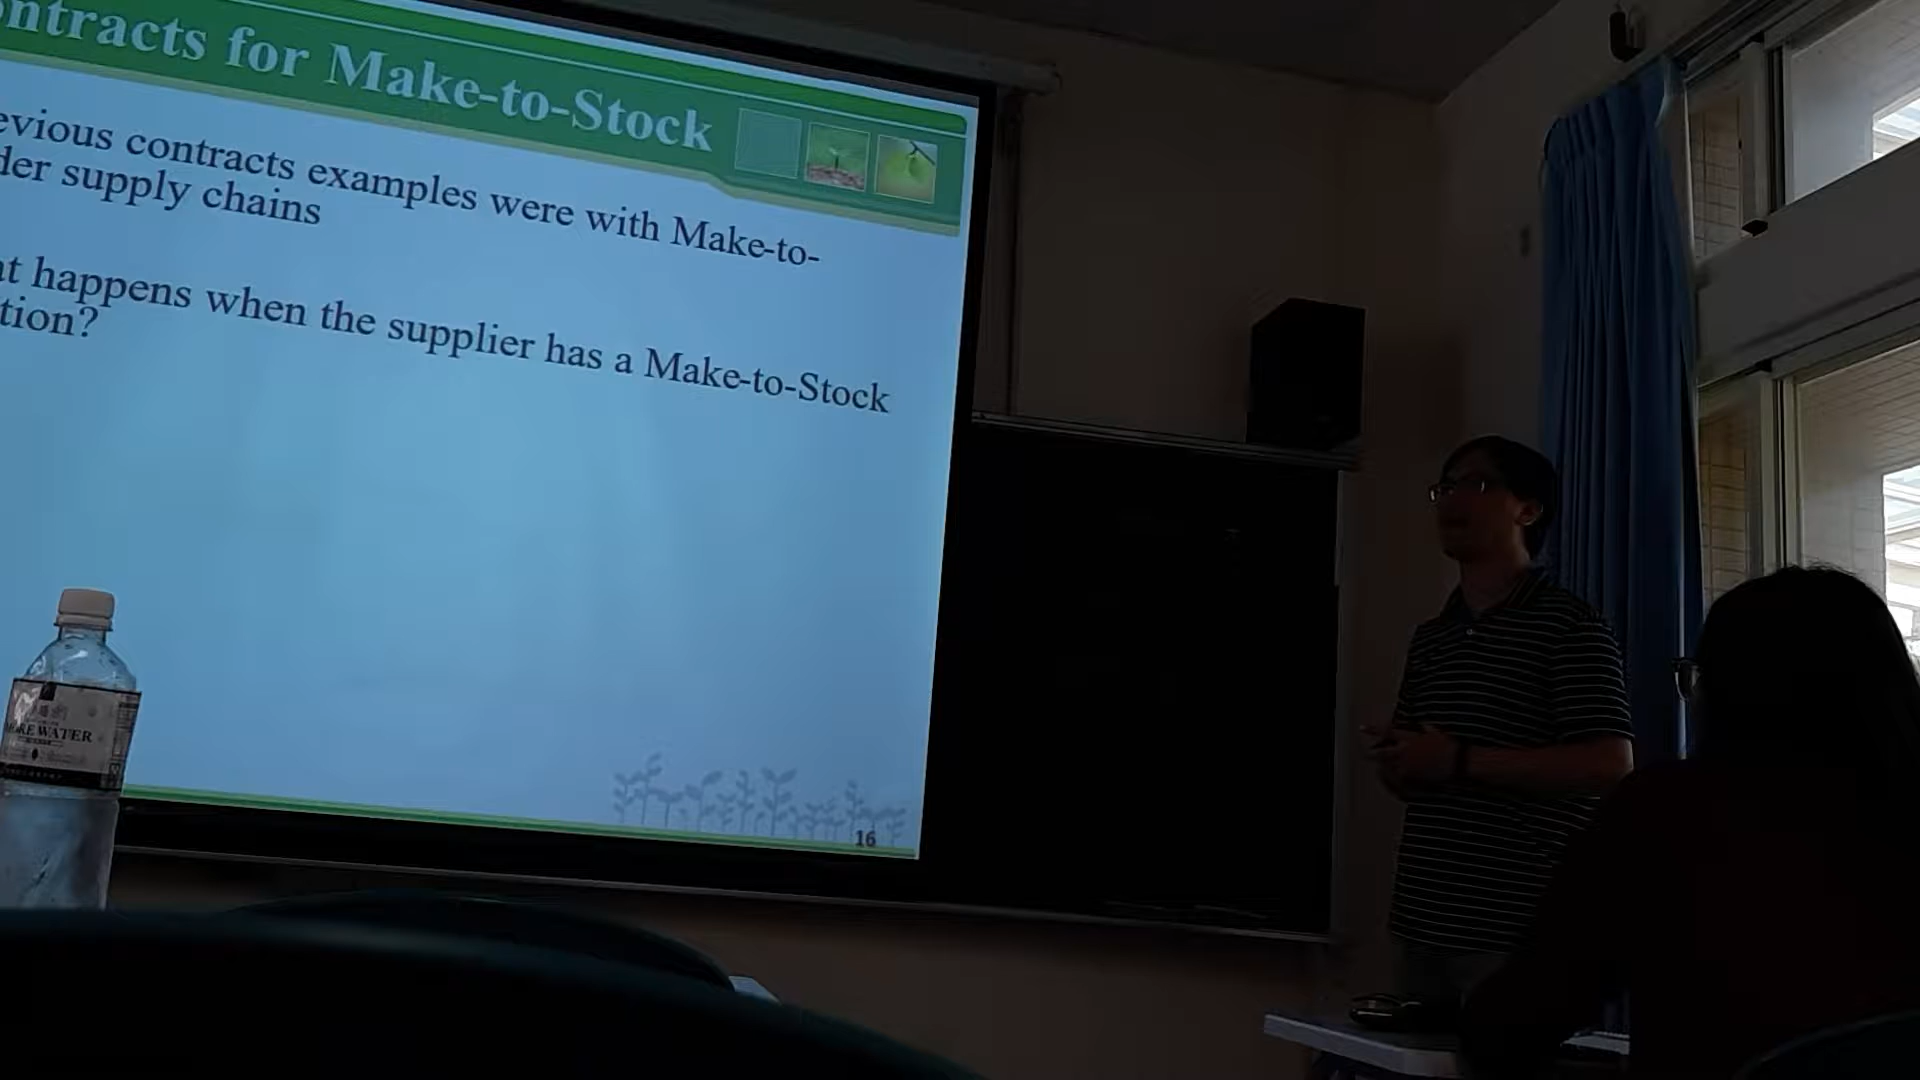 ntracts for Make-to-Stock
evious contracts examples were with Make-to-
der supply chains
at happens when the supplier has a Make-to-Stock
tion?
16
WATER